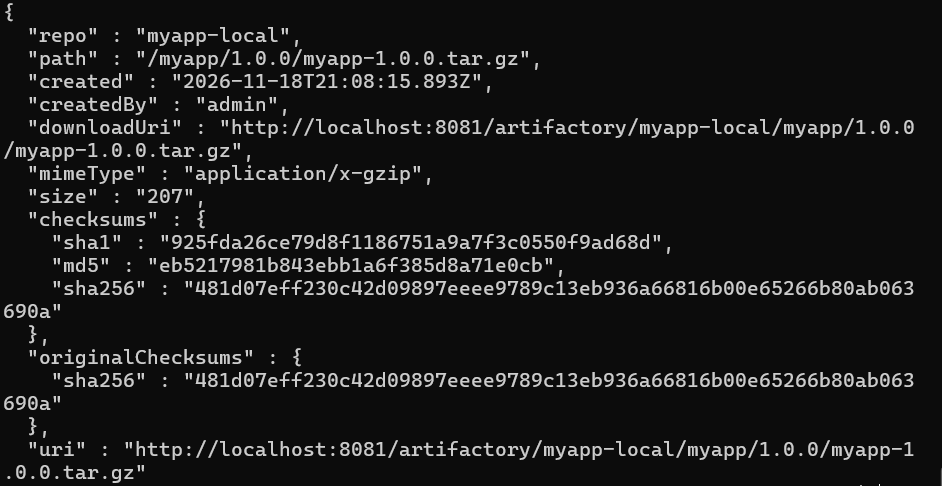 {
  "repo" : "myapp-local",
  "path" : "/myapp/1.0.0/myapp-1.0.0.tar.gz",
  "created" : "2026-11-18T21:08:15.893Z",
  "createdBy" : "admin",
  "downloadUri" : "http://localhost:8081/artifactory/myapp-local/myapp/1.0.0
/myapp-1.0.0.tar.gz",
  "mimeType" : "application/x-gzip",
  "size" : "207",
  "checksums" : {
    "sha1" : "925fda26ce79d8f1186751a9a7f3c0550f9ad68d",
    "md5" : "eb5217981b843ebb1a6f385d8a71e0cb",
    "sha256" : "481d07eff230c42d09897eeee9789c13eb936a66816b00e65266b80ab063
690a"
  },
  "originalChecksums" : {
    "sha256" : "481d07eff230c42d09897eeee9789c13eb936a66816b00e65266b80ab063
690a"
  },
  "uri" : "http://localhost:8081/artifactory/myapp-local/myapp/1.0.0/myapp-1
.0.0.tar.gz"